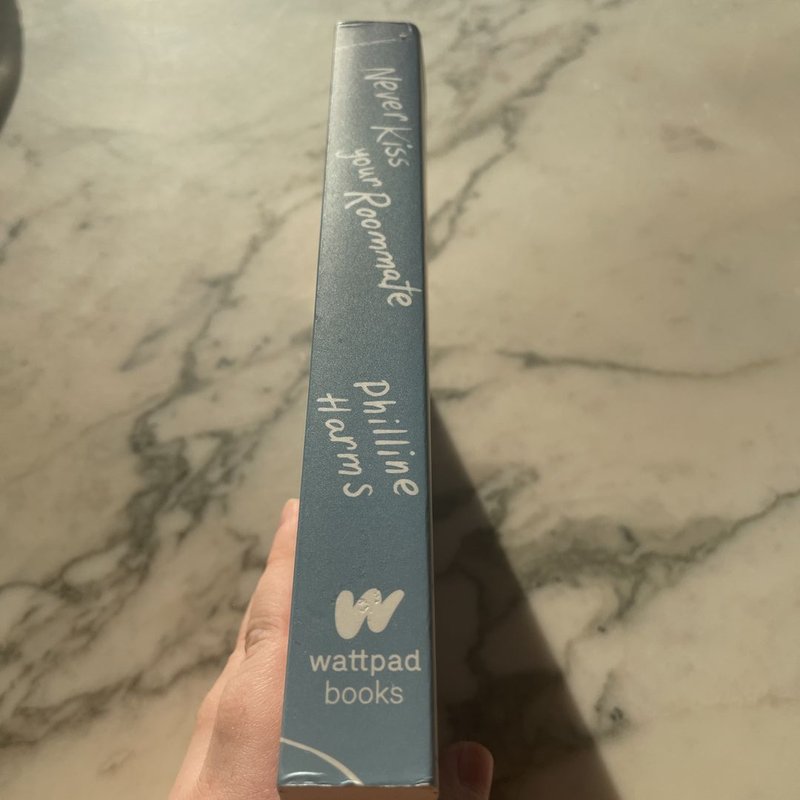 Never Kiss
your Roommate
Philline
Harms
wattpad
books